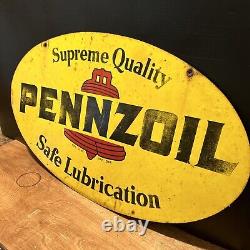 Supreme Quality
PENNZOIL
Safe Lubrication